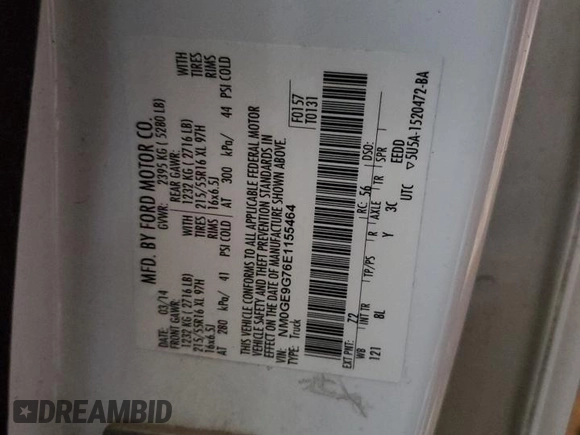 MFD. BY FORD MOTOR CO.
DATE: 03/14 GVWR: 2395 KG ( 5280 LB)
FRONT GAWR: REAR GAWR:
1232 KG ( 2716 LB) WITH 1232 KG ( 2716 LB) WITH
215/55R16 XL 97H TIRES 215/55R16 XL 97H TIRES
16x6.5J RIMS 16x6.5J RIMS
AT 280 kPa/ 41 PSI COLD AT 300 kPa/ 44 PSI COLD
THIS VEHICLE CONFORMS TO ALL APPLICABLE FEDERAL MOTOR
VEHICLE SAFETY AND THEFT PREVENTION STANDARDS IN
EFFECT ON THE DATE OF MANUFACTURE SHOWN ABOVE.
VIN: NM0GE9G76E1155464 F0157
TYPE: Truck T0131
EXT PNT: Z2 RC: 56 DSO:
WB INT TR TP/PS R AXLE TR SPR EEDD
121 BL Y 3C UTC ▽5U5A-1520472-BA
DREAMBID